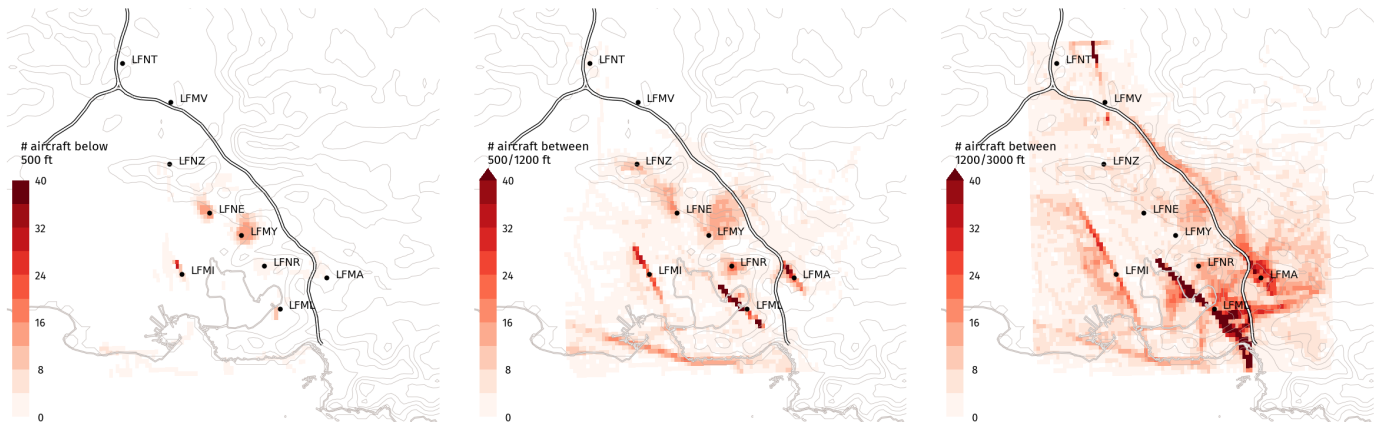 LFNT
LFMV
# aircraft below
500 ft
40
LFNZ
32
LFNE
LFMY
24
LFMI
LFNR
LFMA
16
LFML
8
0
LFNT
LFMV
# aircraft between
500/1200 ft
40
LFNZ
32
LFNE
LFMY
24
LFMI
LFNR
LFMA
16
LFML
8
0
LFNT
LFMV
# aircraft between
1200/3000 ft
40
LFNZ
32
LFNE
LFMY
24
LFMI
LFNR
LFMA
16
LFML
8
0